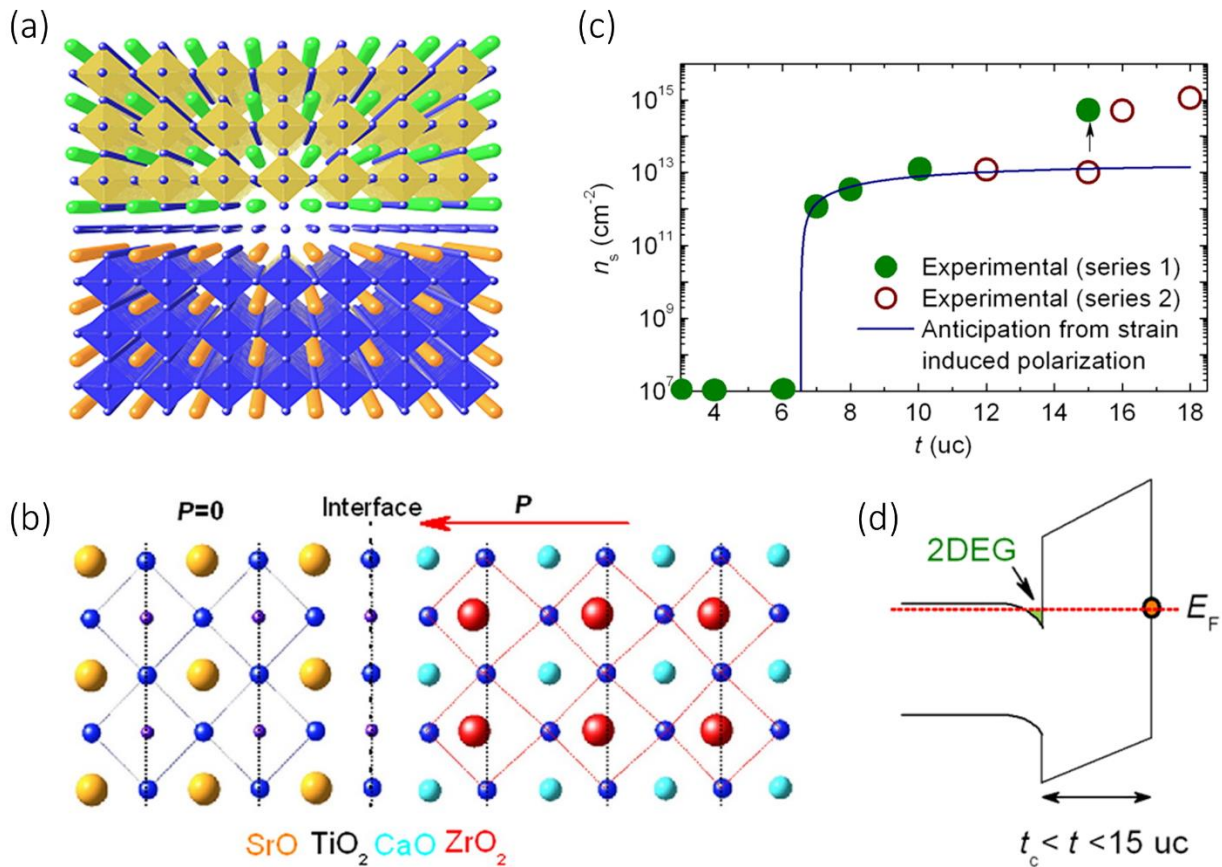 (a)
(c)
10^15
10^13
10^11
10^9
10^7
n_s (cm^-2)
Experimental (series 1)
Experimental (series 2)
Anticipation from strain
induced polarization
4 6 8 10 12 14 16 18
t (uc)
(b)
P=0
Interface
P
SrO TiO_2 CaO ZrO_2
(d)
2DEG
E_F
t_c < t <15 uc